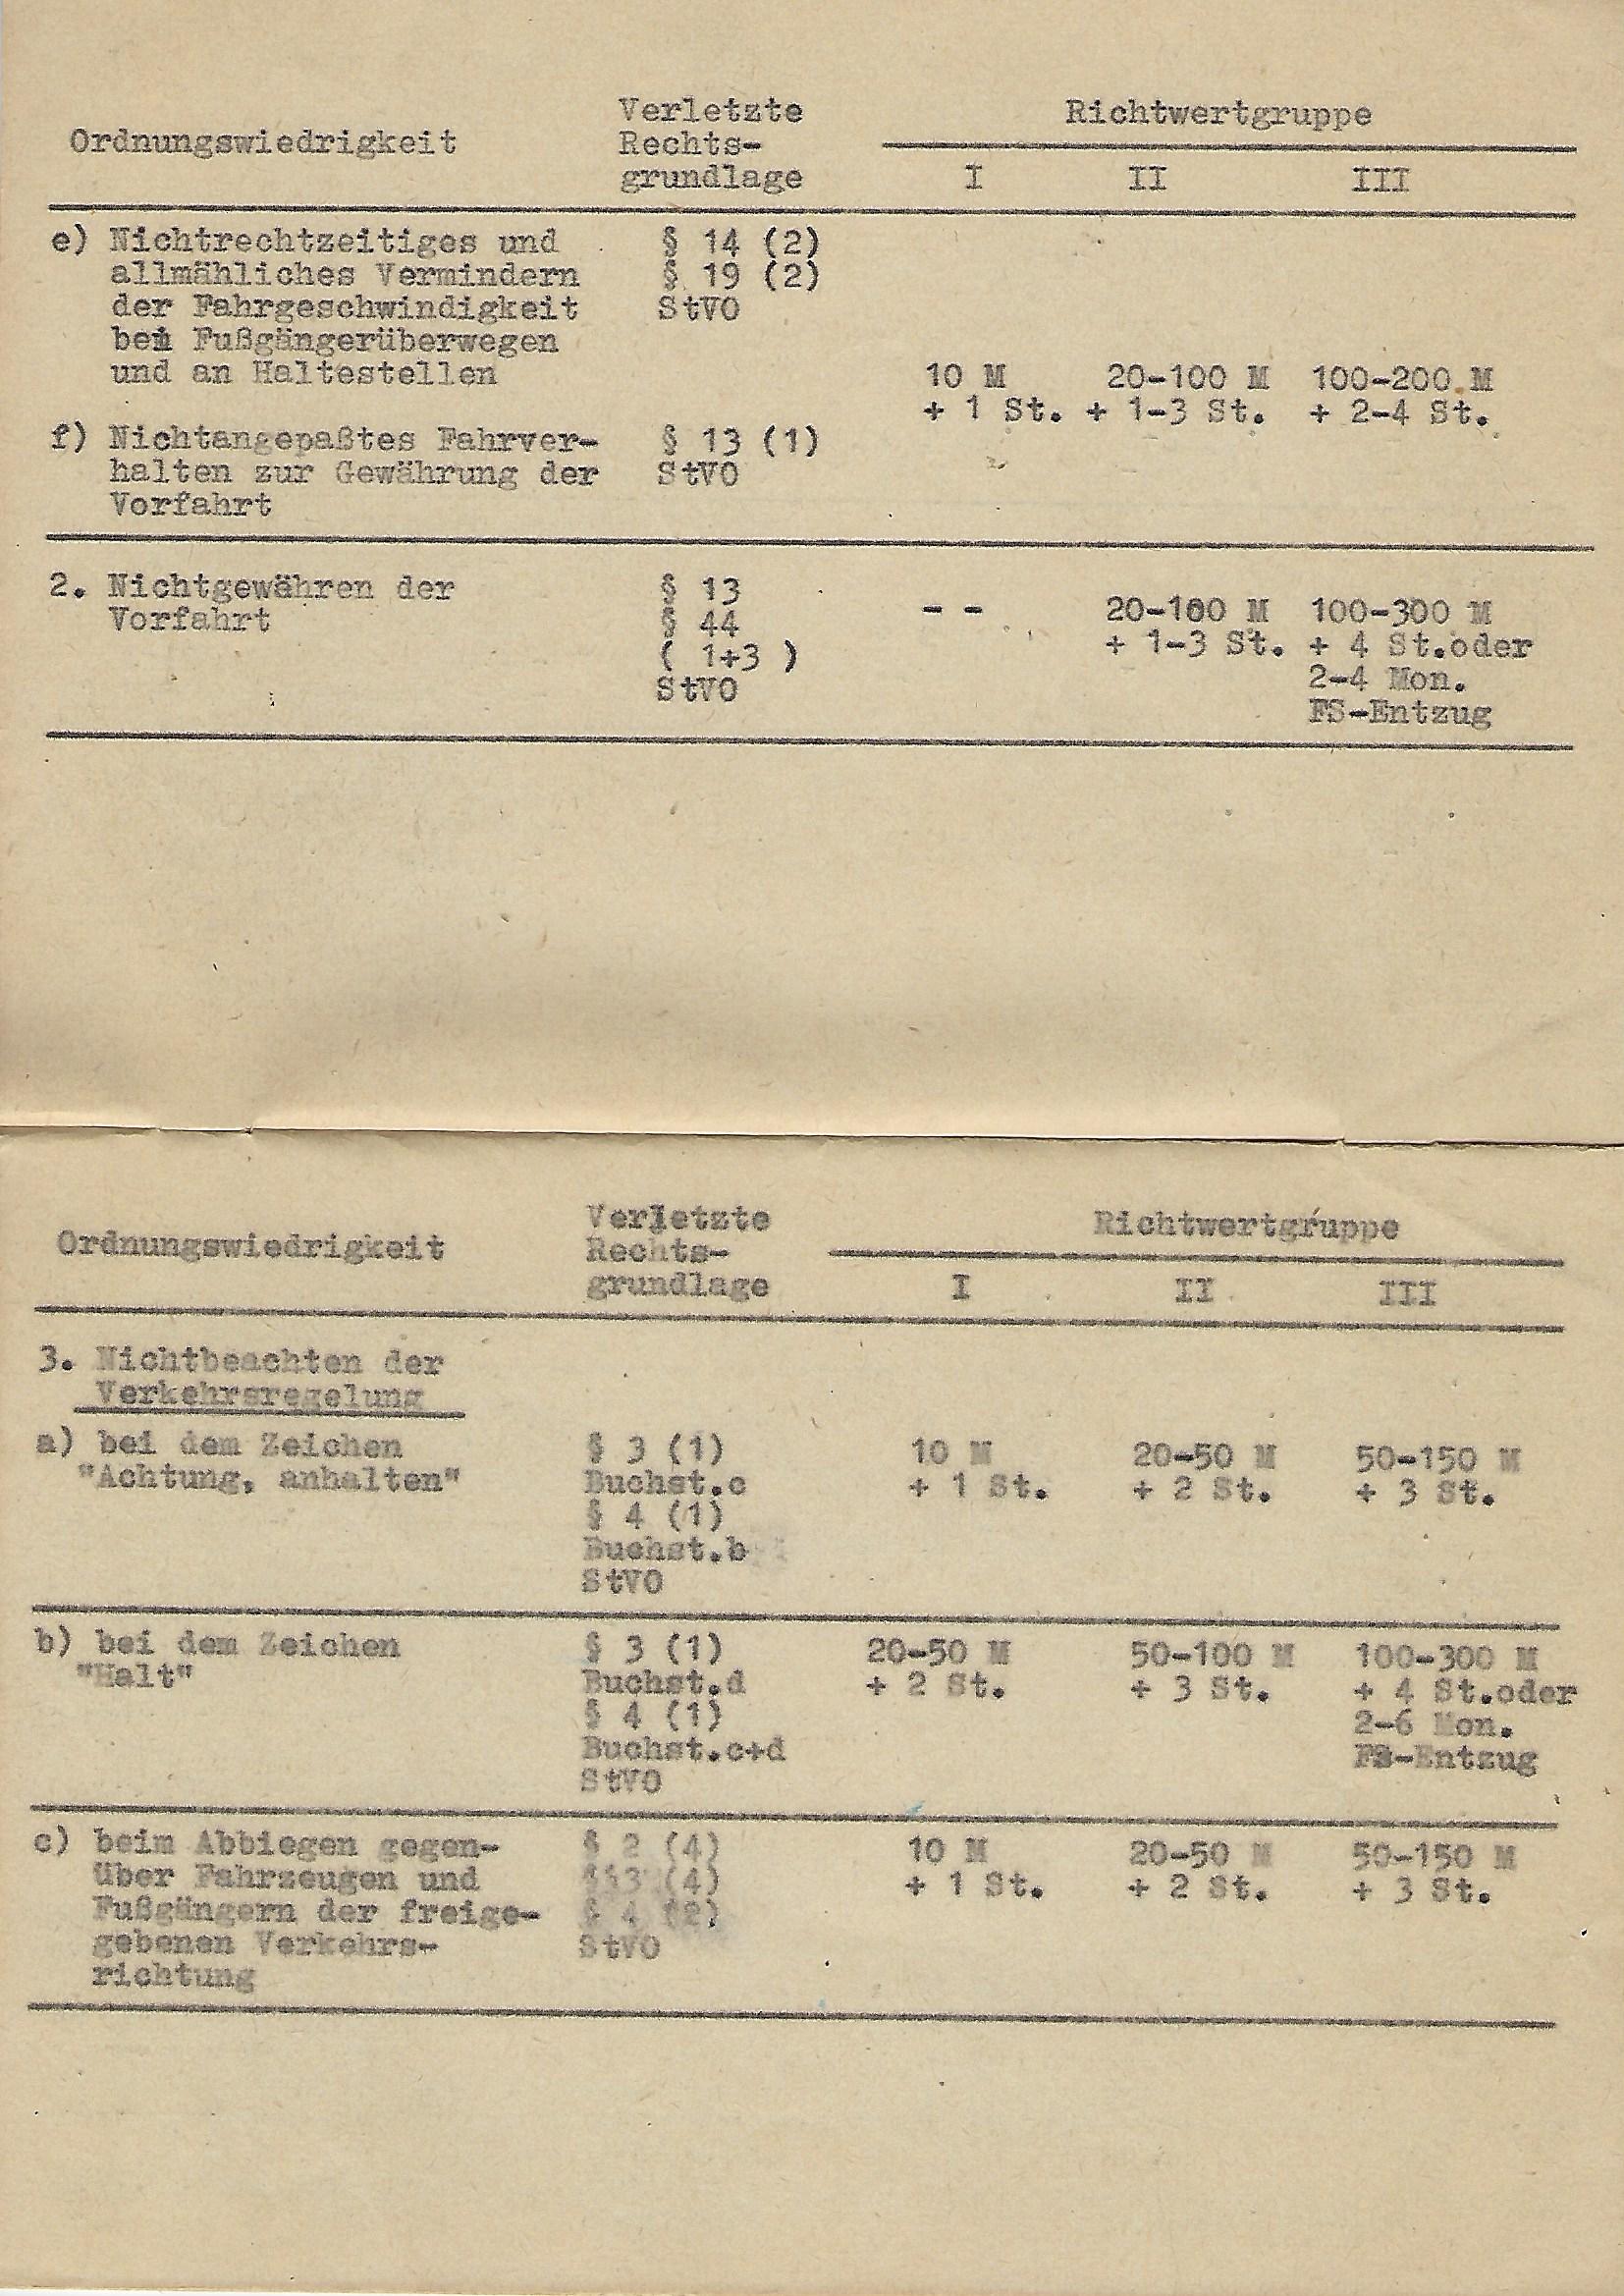 Ordnungswiedrigkeit Verletzte Rechts- grundlage Richtwertgruppe
I II III
e) Nichtrechtzeitiges und § 14 (2)
allmähliches Vermindern § 19 (2)
der Fahrgeschwindigkeit StVO
bei Fußgängerüberwegen
und an Haltestellen 10 M 20-100 M 100-200 M
+ 1 St. + 1-3 St. + 2-4 St.
f) Nichtangepaßtes Fahrver- § 13 (1)
halten zur Gewährung der StVO
Vorfahrt
2. Nichtgewähren der § 13
Vorfahrt § 44 - - 20-100 M 100-300 M
( 1+3 ) + 1-3 St. + 4 St.oder
StVO 2-4 Mon.
FS-Entzug
Ordnungswiedrigkeit Verletzte Rechts- grundlage Richtwertgruppe
I II III
3. Nichtbeachten der
Verkehrsregelung
a) bei dem Zeichen § 3 (1) 10 M 20-50 M 50-150 M
"Achtung, anhalten" Buchst.c + 1 St. + 2 St. + 3 St.
§ 4 (1)
Buchst.b
StVO
b) bei dem Zeichen § 3 (1) 20-50 M 50-100 M 100-300 M
"Halt" Buchst.d + 2 St. + 3 St. + 4 St.oder
§ 4 (1) 2-6 Mon.
Buchst.c+d FS-Entzug
StVO
c) beim Abbiegen gegen- § 2 (4) 10 M 20-50 M 50-150 M
über Fahrzeugen und (4) + 1 St. + 2 St. + 3 St.
Fußgängern der freige- § 4 (2)
gebenen Verkehrs- StVO
richtung